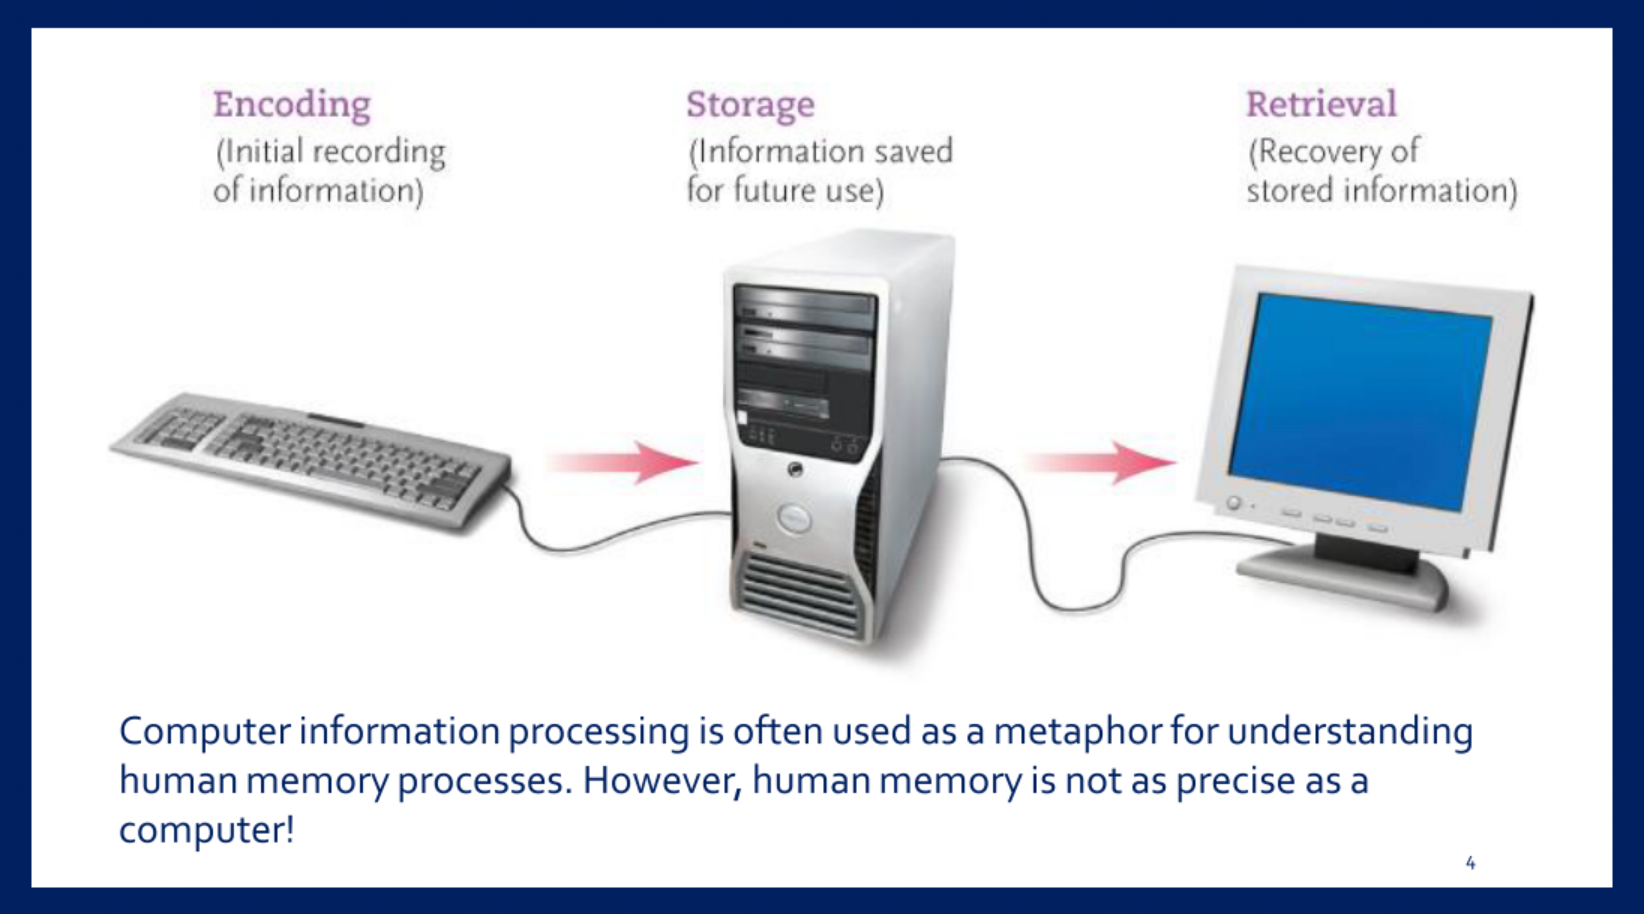 Encoding
(Initial recording
of information)
Storage
(Information saved
for future use)
Retrieval
(Recovery of
stored information)
Computer information processing is often used as a metaphor for understanding
human memory processes. However, human memory is not as precise as a
computer!
4